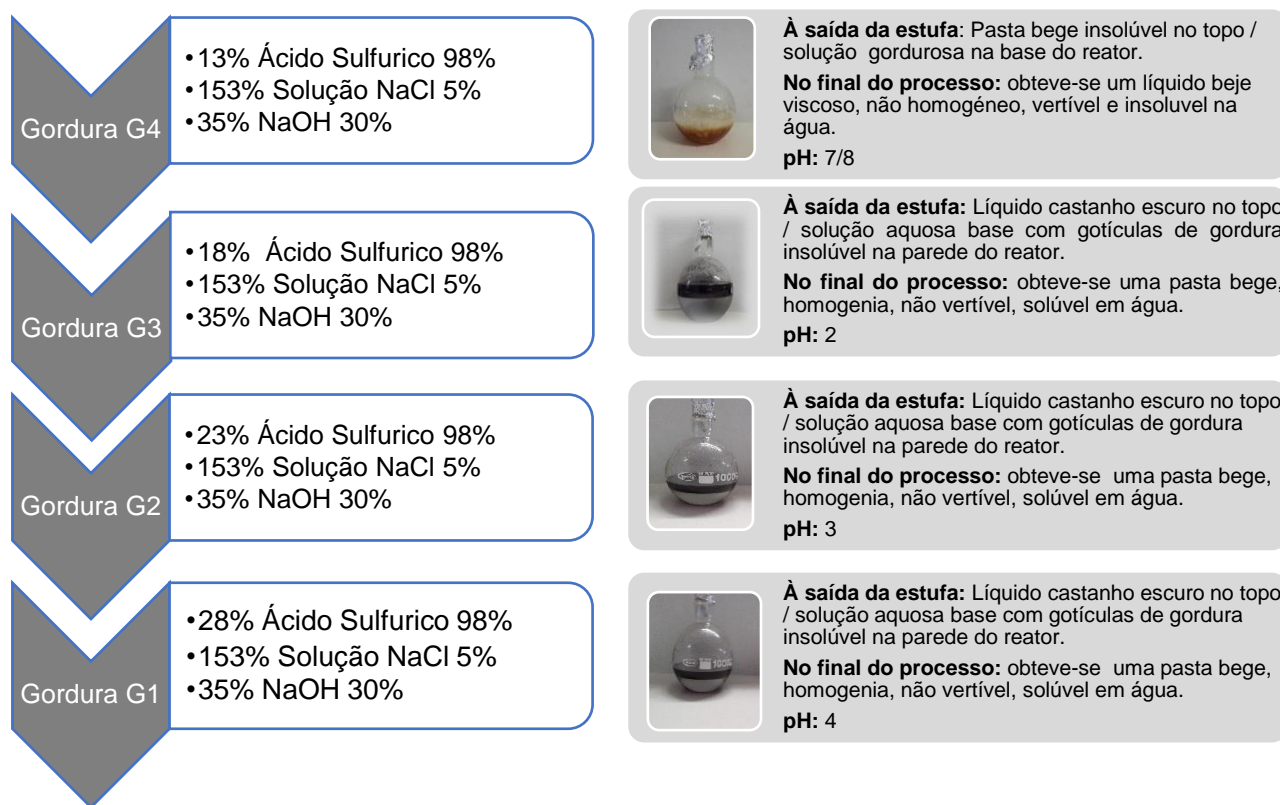 Gordura G4
•13% Ácido Sulfurico 98%
•153% Solução NaCl 5%
•35% NaOH 30%
À saída da estufa: Pasta bege insolúvel no topo /
solução gordurosa na base do reator.
No final do processo: obteve-se um líquido beje
viscoso, não homogéneo, vertível e insoluvel na
água.
pH: 7/8
Gordura G3
•18% Ácido Sulfurico 98%
•153% Solução NaCl 5%
•35% NaOH 30%
À saída da estufa: Líquido castanho escuro no topo
/ solução aquosa base com gotículas de gordura
insolúvel na parede do reator.
No final do processo: obteve-se uma pasta bege,
homogenia, não vertível, solúvel em água.
pH: 2
Gordura G2
•23% Ácido Sulfurico 98%
•153% Solução NaCl 5%
•35% NaOH 30%
À saída da estufa: Líquido castanho escuro no topo
/ solução aquosa base com gotículas de gordura
insolúvel na parede do reator.
No final do processo: obteve-se uma pasta bege,
homogenia, não vertível, solúvel em água.
pH: 3
Gordura G1
•28% Ácido Sulfurico 98%
•153% Solução NaCl 5%
•35% NaOH 30%
À saída da estufa: Líquido castanho escuro no topo
/ solução aquosa base com gotículas de gordura
insolúvel na parede do reator.
No final do processo: obteve-se uma pasta bege,
homogenia, não vertível, solúvel em água.
pH: 4